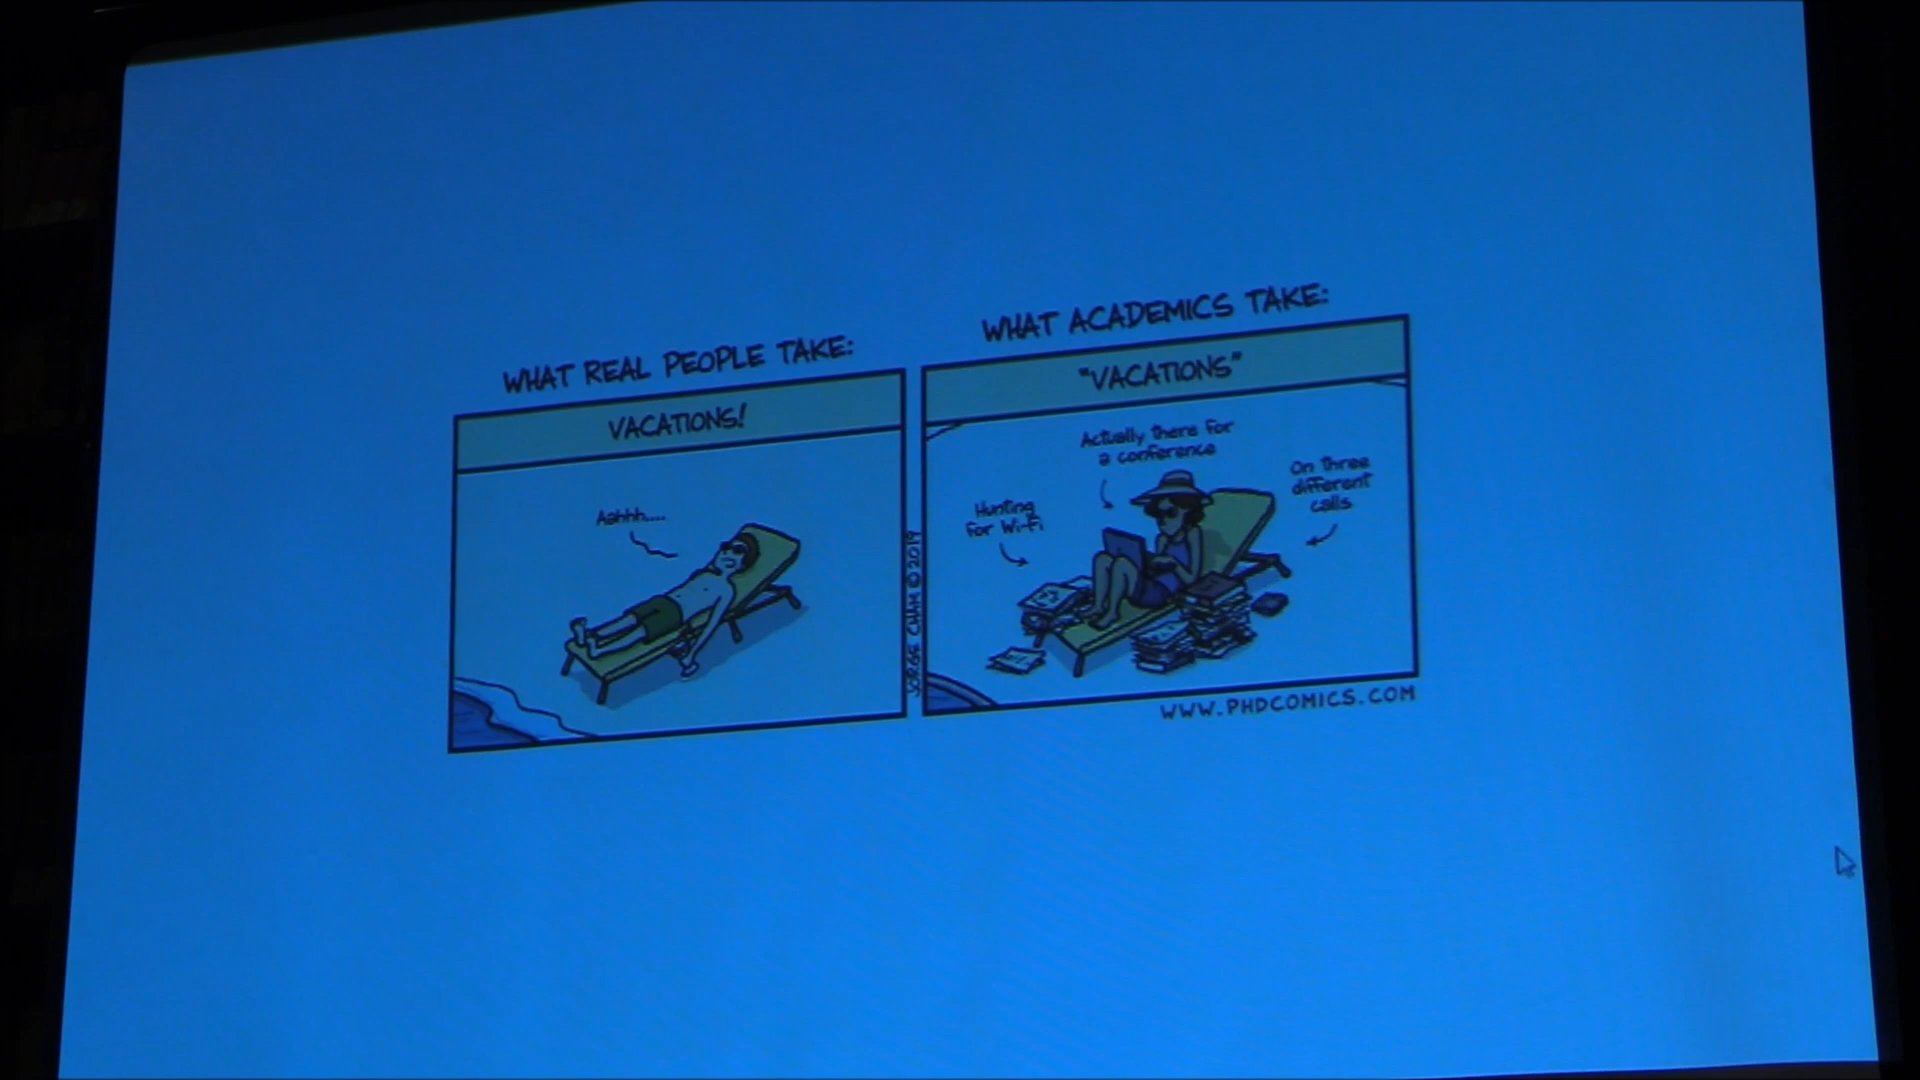 WHAT REAL PEOPLE TAKE:
VACATIONS!
Aahhh....
JORGE CHAM © 2019
WHAT ACADEMICS TAKE:
"VACATIONS"
Actually there for
a conference
On three
different
calls
Hunting
for Wi-Fi
WWW.PHDCOMICS.COM